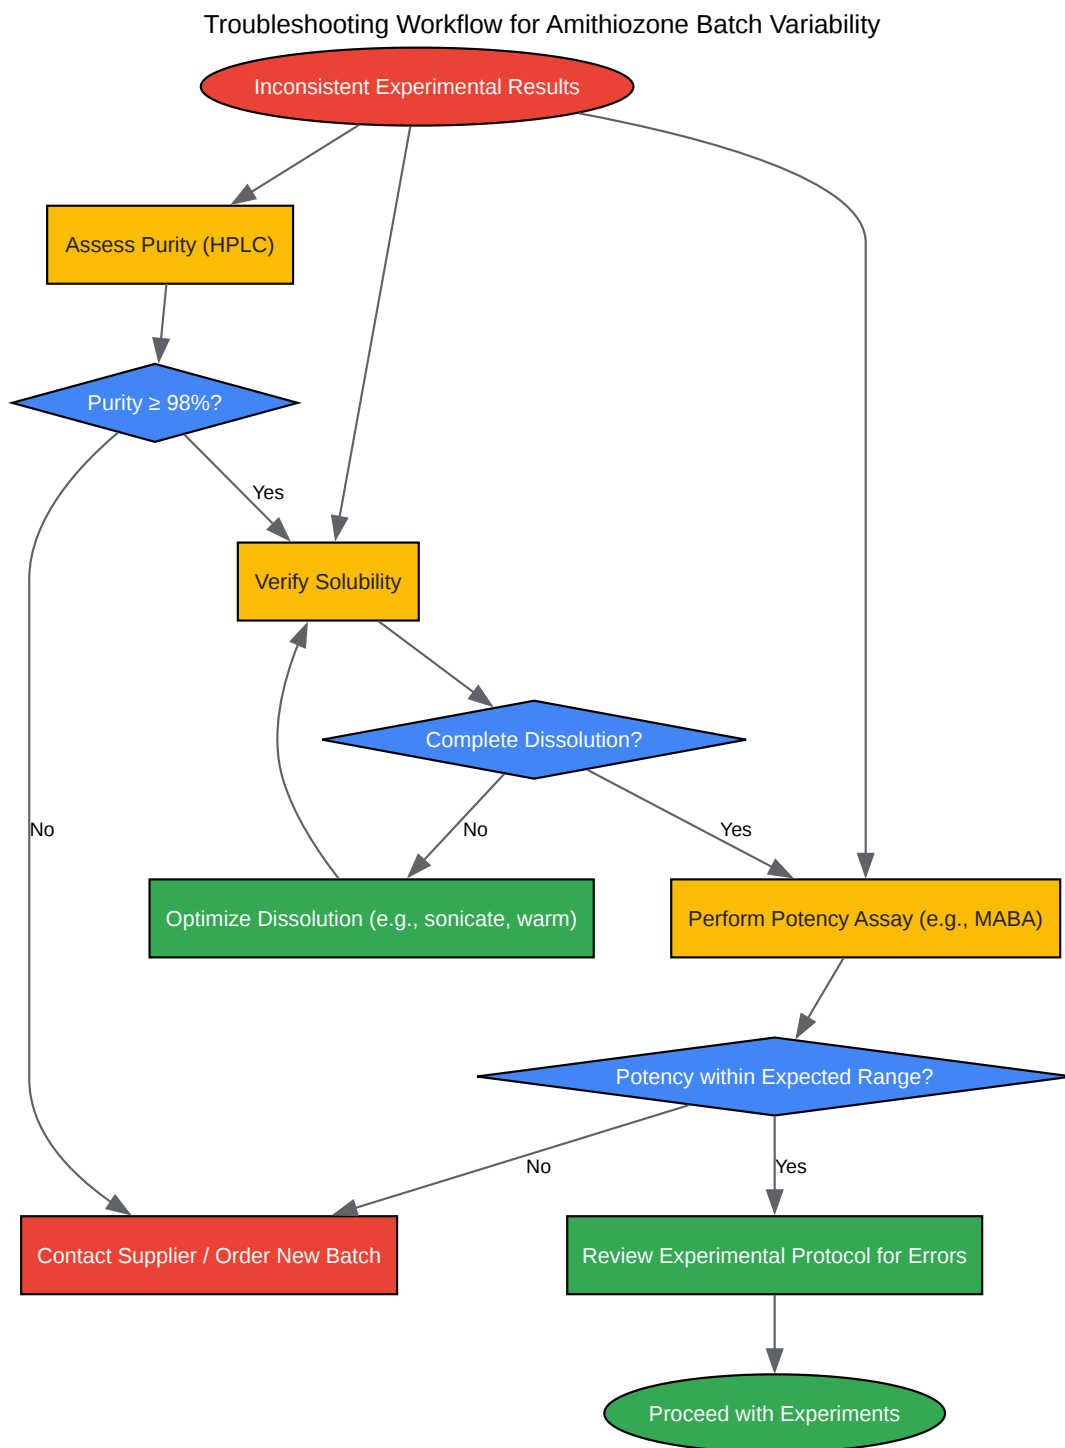 Troubleshooting Workflow for Amithiozone Batch Variability
Inconsistent Experimental Results
Assess Purity (HPLC)
Purity ≥ 98%?
Yes
Verify Solubility
Complete Dissolution?
No
No
Yes
Optimize Dissolution (e.g., sonicate, warm)
Perform Potency Assay (e.g., MABA)
Potency within Expected Range?
No
Yes
Contact Supplier / Order New Batch
Review Experimental Protocol for Errors
Proceed with Experiments